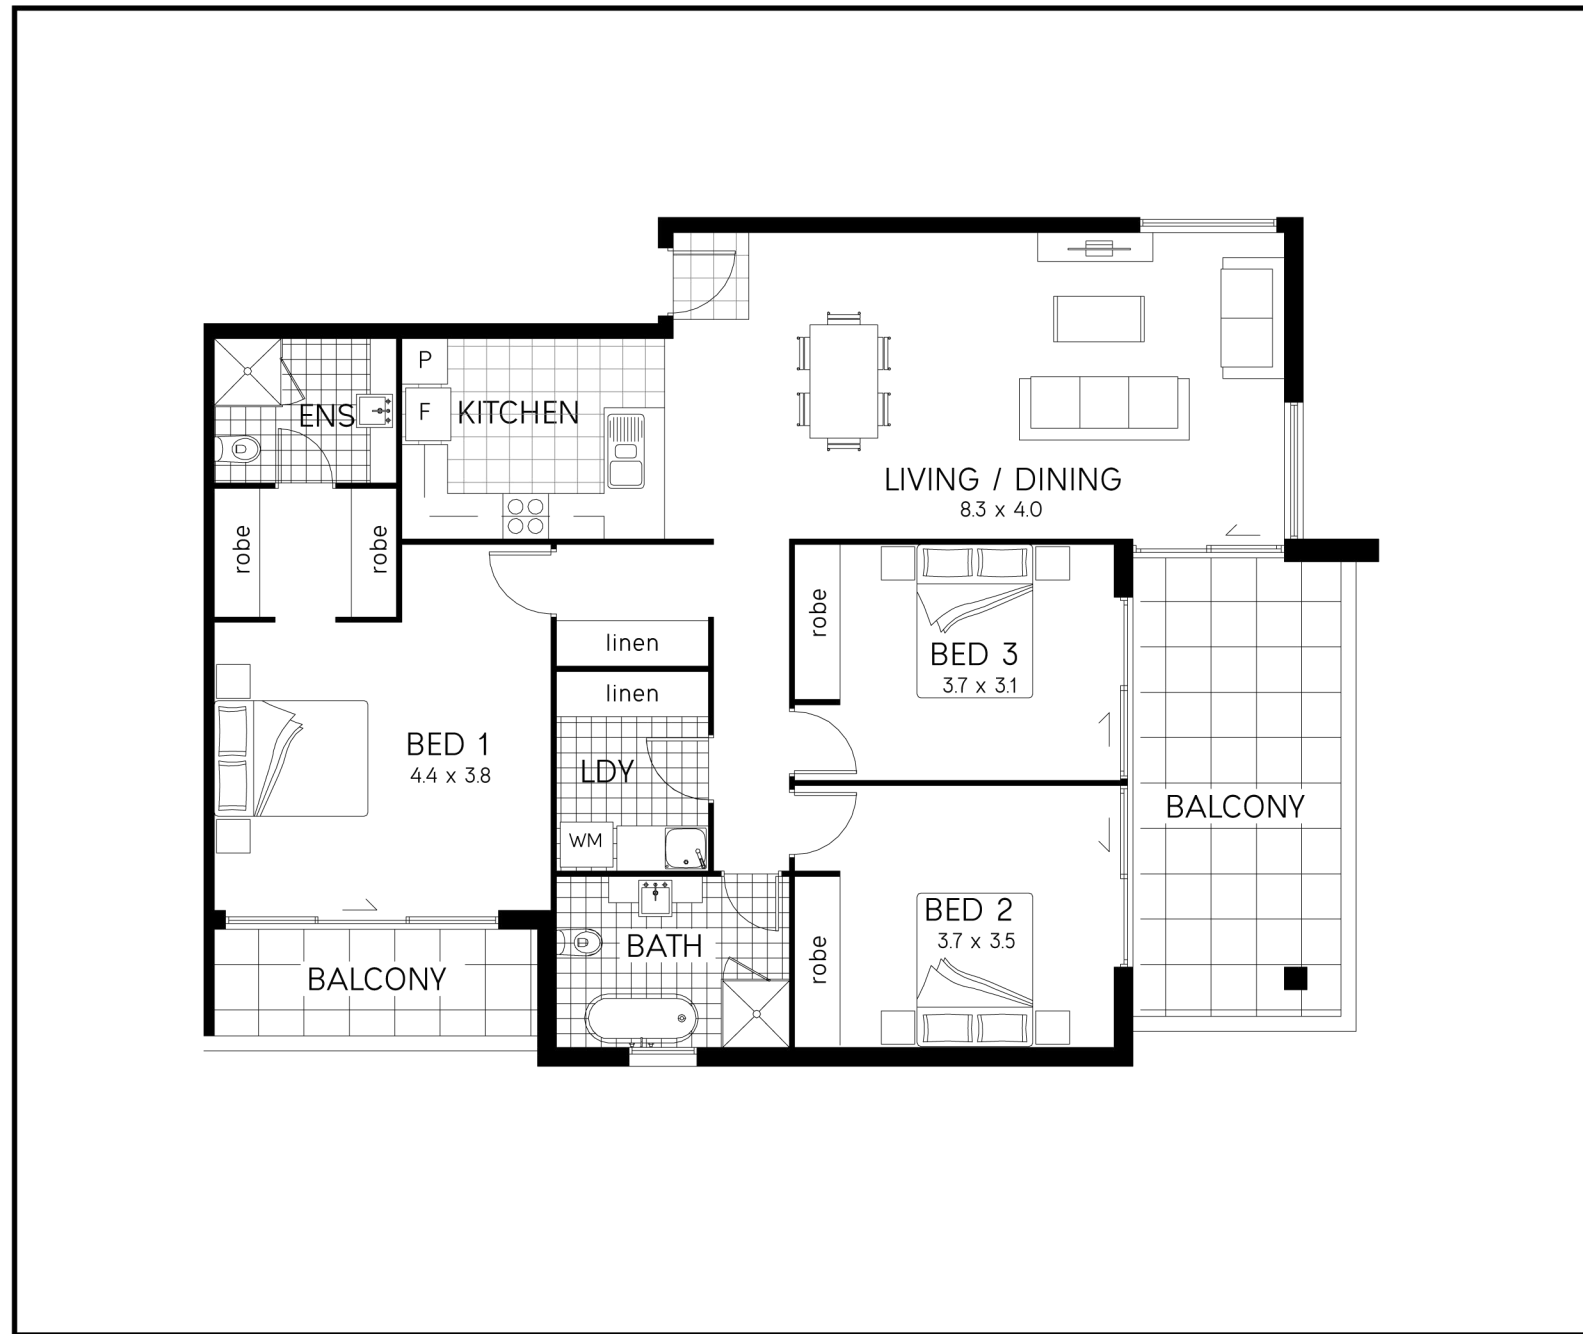 P
F
KITCHEN
ENS
LIVING / DINING
8.3 x 4.0
robe
robe
robe
linen
linen
BED 3
3.7 x 3.1
BED 1
4.4 x 3.8
LDY
WM
BALCONY
BED 2
3.7 x 3.5
BATH
robe
BALCONY